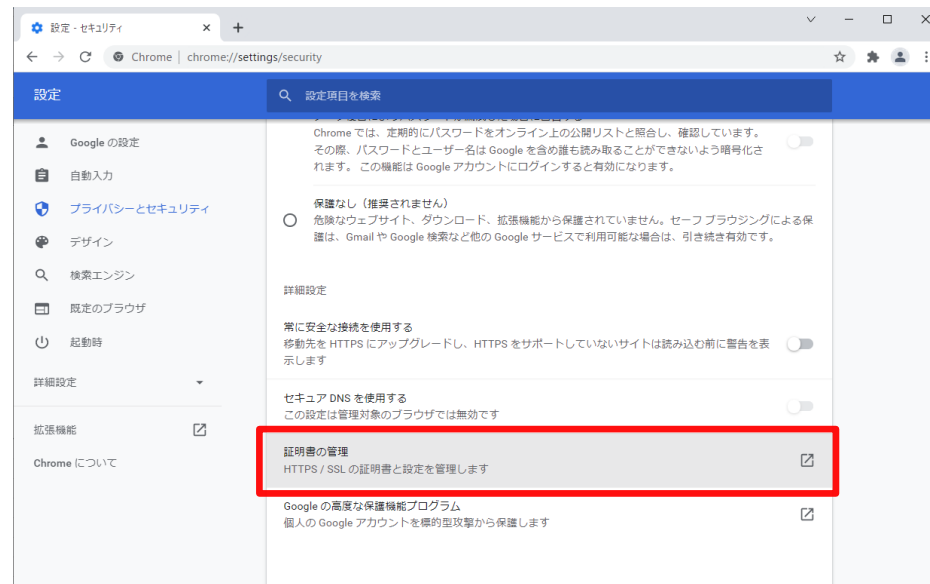 設定 - セキュリティ
Chrome | chrome://settings/security
設定
設定項目を検索
Google の設定
自動入力
プライバシーとセキュリティ
デザイン
検索エンジン
既定のブラウザ
起動時
詳細設定
拡張機能
Chrome について
Chrome では、定期的にパスワードをオンライン上の公開リストと照合し、確認しています。
その際、パスワードとユーザー名は Google を含め誰も読み取ることができないよう暗号化さ
れます。 この機能は Google アカウントにログインすると有効になります。
保護なし（推奨されません）
危険なウェブサイト、ダウンロード、拡張機能から保護されていません。セーフ ブラウジングによる保
護は、Gmail や Google 検索など他の Google サービスで利用可能な場合は、引き続き有効です。
詳細設定
常に安全な接続を使用する
移動先を HTTPS にアップグレードし、HTTPS をサポートしていないサイトは読み込む前に警告を表
示します
セキュア DNS を使用する
この設定は管理対象のブラウザでは無効です
証明書の管理
HTTPS / SSL の証明書と設定を管理します
Google の高度な保護機能プログラム
個人の Google アカウントを標的型攻撃から保護します